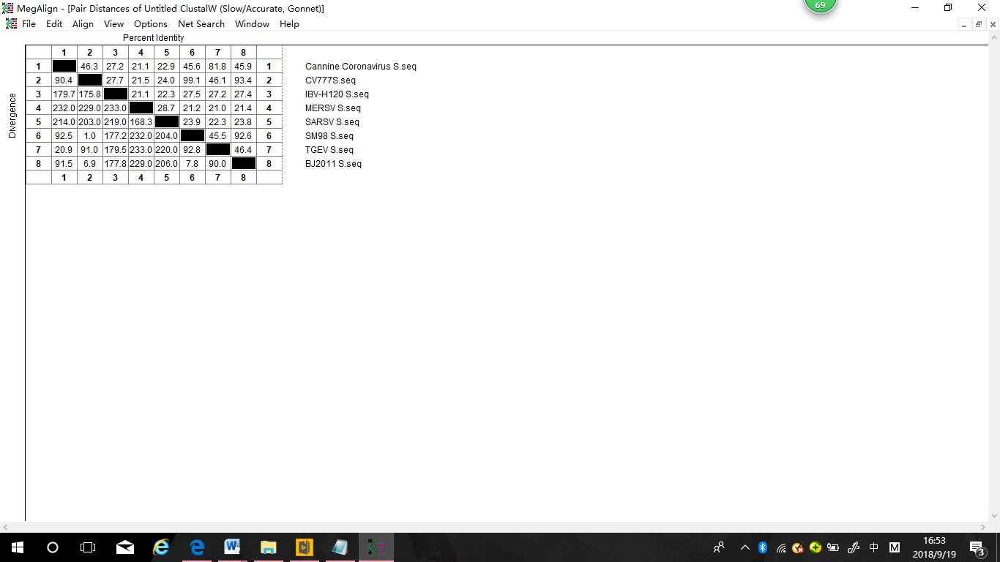 69
MegAlign - [Pair Distances of Untitled ClustalW (Slow/Accurate, Gonnet)]
File Edit Align View Options Net Search Window Help
Percent Identity
Divergence
1 2 3 4 5 6 7 8
1 46.3 27.2 21.1 22.9 45.6 81.8 45.9 1 Cannine Coronavirus S.seq
2 90.4 27.7 21.5 24.0 99.1 46.1 93.4 2 CV777S.seq
3 179.7 175.8 21.1 22.3 27.5 27.2 27.4 3 IBV-H120 S.seq
4 232.0 229.0 233.0 28.7 21.2 21.0 21.4 4 MERSV S.seq
5 214.0 203.0 219.0 168.3 23.9 22.3 23.8 5 SARSV S.seq
6 92.5 1.0 177.2 232.0 204.0 45.5 92.6 6 SM98 S.seq
7 20.9 91.0 179.5 233.0 220.0 92.8 46.4 7 TGEV S.seq
8 91.5 6.9 177.8 229.0 206.0 7.8 90.0 8 BJ2011 S.seq
1 2 3 4 5 6 7 8
中 M 16:53
2018/9/19
3